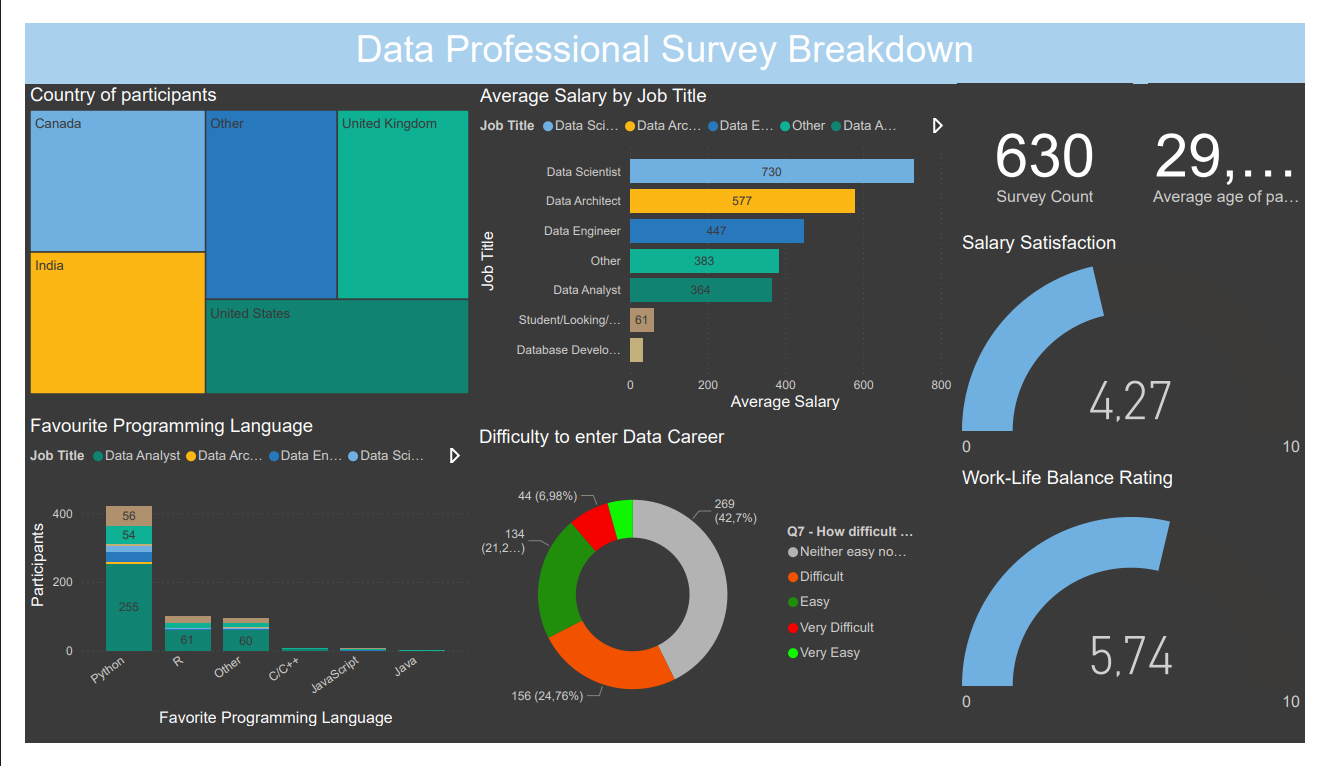 Data Professional Survey Breakdown
Country of participants
Canada
Other
United Kingdom
India
United States
Average Salary by Job Title
Job Title Data Sci... Data Arc... Data E... Other Data A...
Job Title
Data Scientist
730
Data Architect
577
Data Engineer
447
Other
383
Data Analyst
364
Student/Looking/...
61
Database Develo...
0 200 400 600 800
Average Salary
630
Survey Count
29,...
Average age of pa...
Salary Satisfaction
4,27
0 10
Favourite Programming Language
Job Title Data Analyst Data Arc... Data En... Data Sci...
Participants
400
200
0
56
54
255
61
60
Python
R
Other
C/C++
JavaScript
Java
Favorite Programming Language
Difficulty to enter Data Career
44 (6,98%)
269
(42,7%)
134
(21,2...)
156 (24,76%)
Q7 - How difficult ...
Neither easy no...
Difficult
Easy
Very Difficult
Very Easy
Work-Life Balance Rating
5,74
0 10